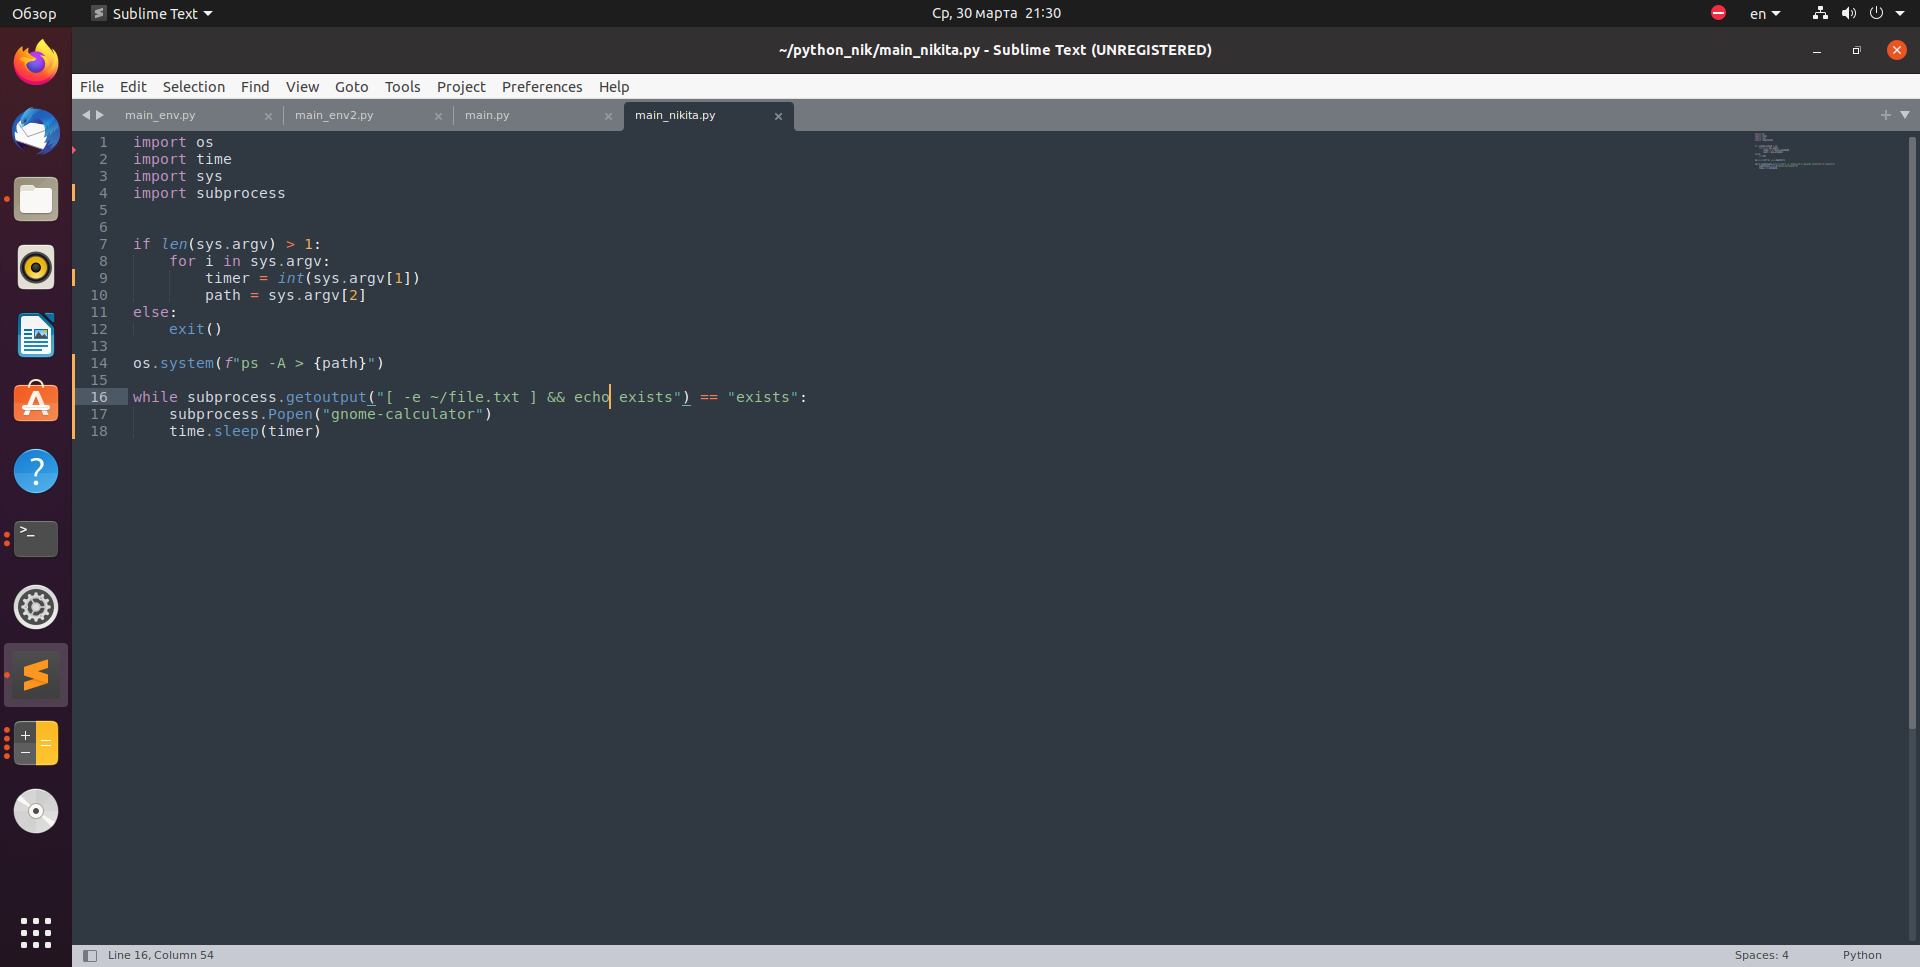 Обзор
Sublime Text
Ср, 30 марта 21:30
en
~/python_nik/main_nikita.py - Sublime Text (UNREGISTERED)
File Edit Selection Find View Goto Tools Project Preferences Help
main_env.py
main_env2.py
main.py
main_nikita.py
1 import os
2 import time
3 import sys
4 import subprocess
5
6
7 if len(sys.argv) > 1:
8     for i in sys.argv:
9         timer = int(sys.argv[1])
10         path = sys.argv[2]
11 else:
12     exit()
13
14 os.system(f"ps -A > {path}")
15
16 while subprocess.getoutput("[ -e ~/file.txt ] && echo exists") == "exists":
17     subprocess.Popen("gnome-calculator")
18     time.sleep(timer)
Line 16, Column 54
Spaces: 4
Python